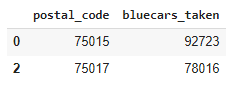 postal_code bluecars_taken
0 75015 92723
2 75017 78016